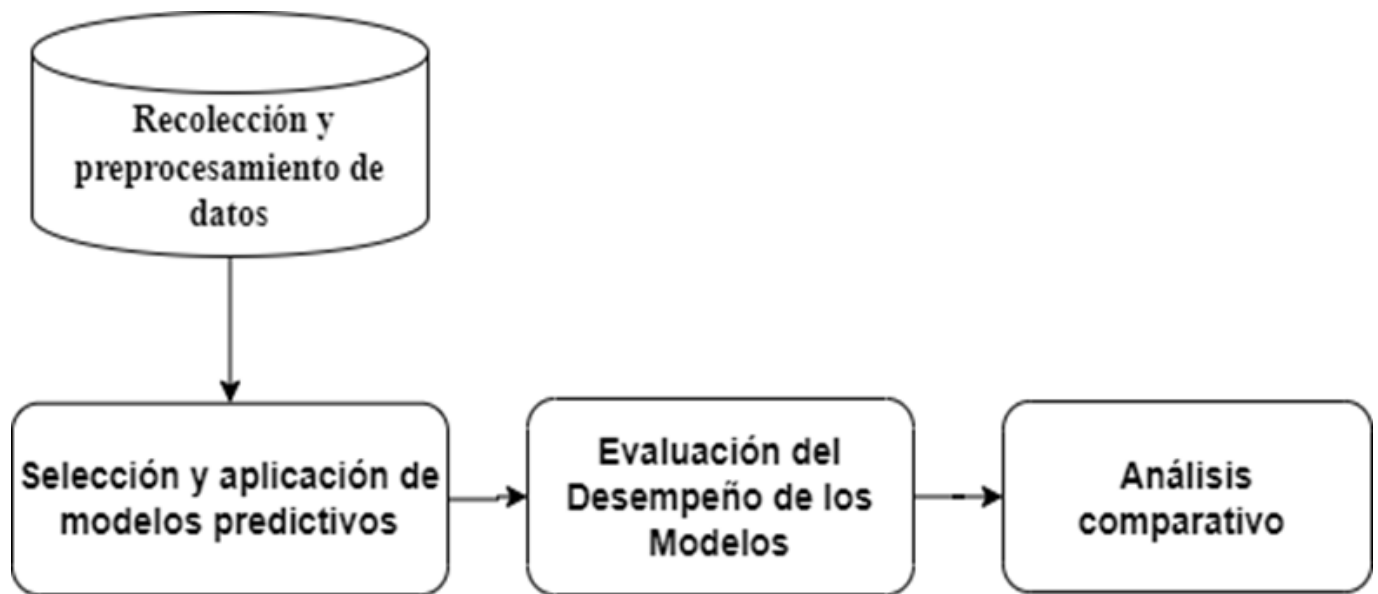 Recolección y
preprocesamiento de
datos
Selección y aplicación de
modelos predictivos
Evaluación del
Desempeño de los
Modelos
Análisis
comparativo